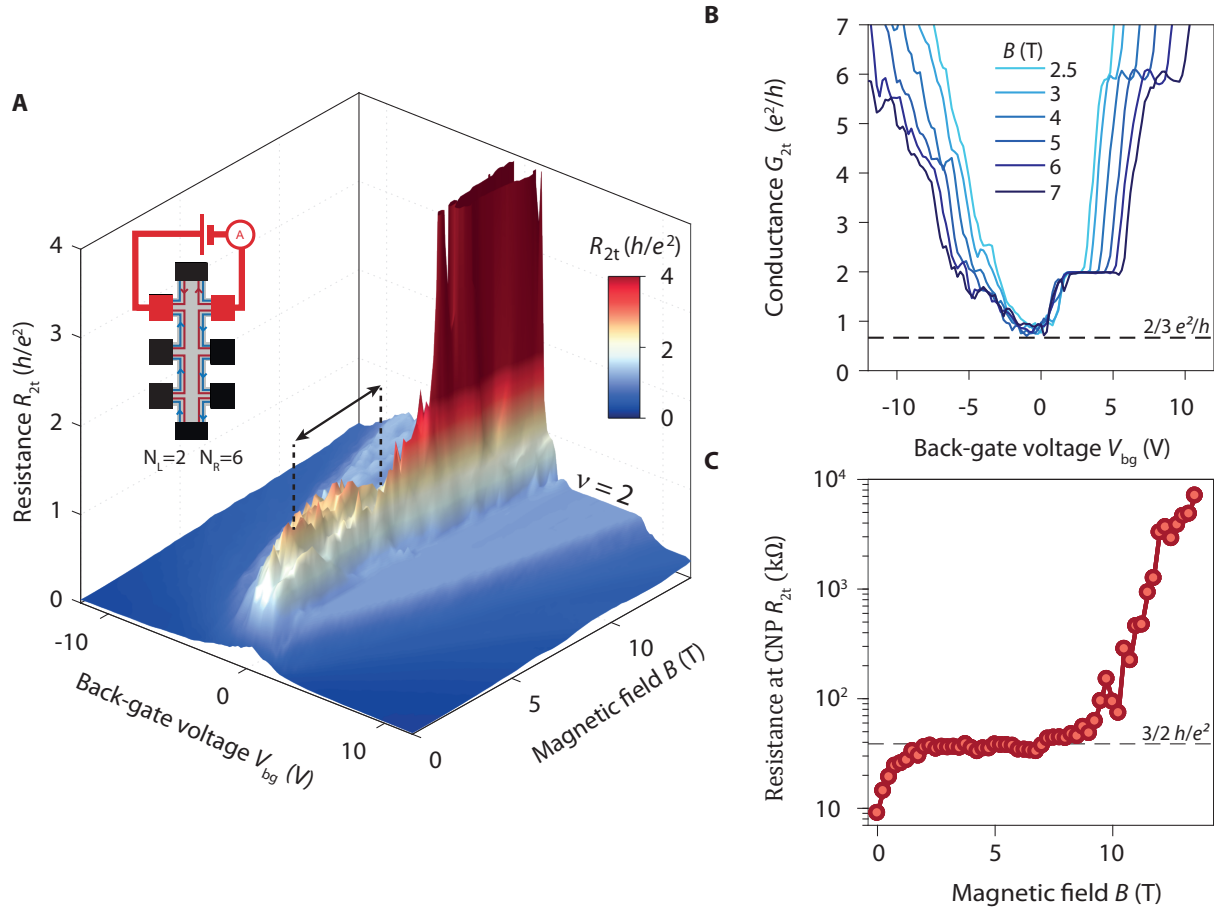 A
Resistance R2t (h/e²)
4
3
2
1
0
A
NL=2 NR=6
R2t (h/e²)
4
2
0
ν = 2
-10
0
10
Back-gate voltage Vbg (V)
0
5
10
Magnetic field B (T)
B
Conductance G2t (e²/h)
7
6
5
4
3
2
1
0
B (T)
2.5
3
4
5
6
7
2/3 e²/h
-10
-5
0
5
10
Back-gate voltage Vbg (V)
C
Resistance at CNP R2t (kΩ)
10⁴
10³
10²
10
3/2 h/e²
0
5
10
Magnetic field B (T)